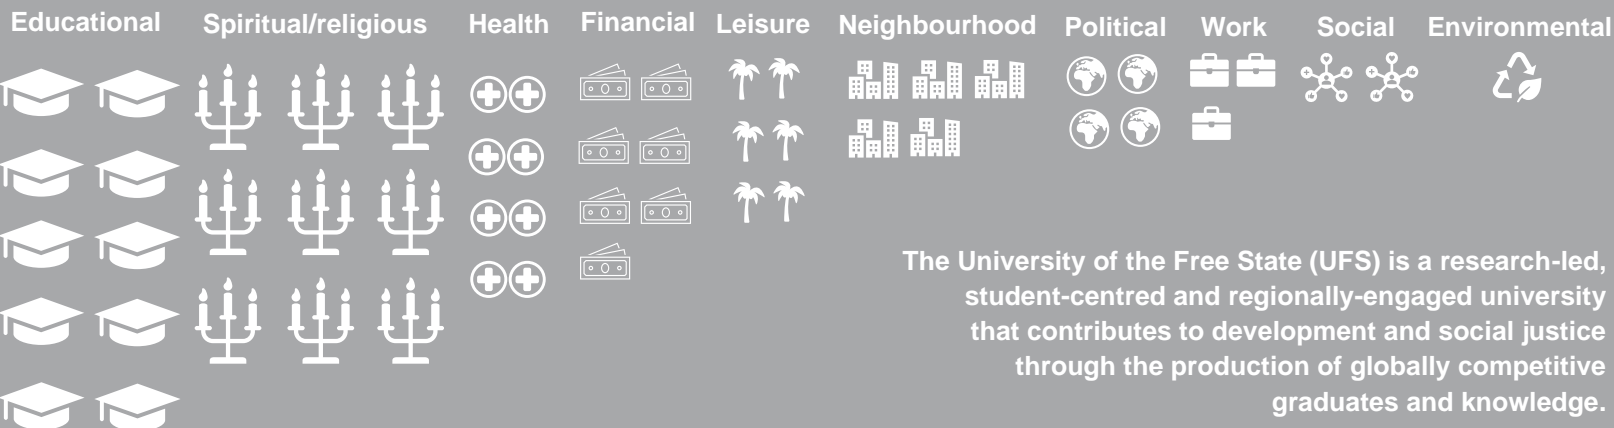 Educational Spiritual/religious Health Financial Leisure Neighbourhood Political Work Social Environmental
The University of the Free State (UFS) is a research-led,
student-centred and regionally-engaged university
that contributes to development and social justice
through the production of globally competitive
graduates and knowledge.